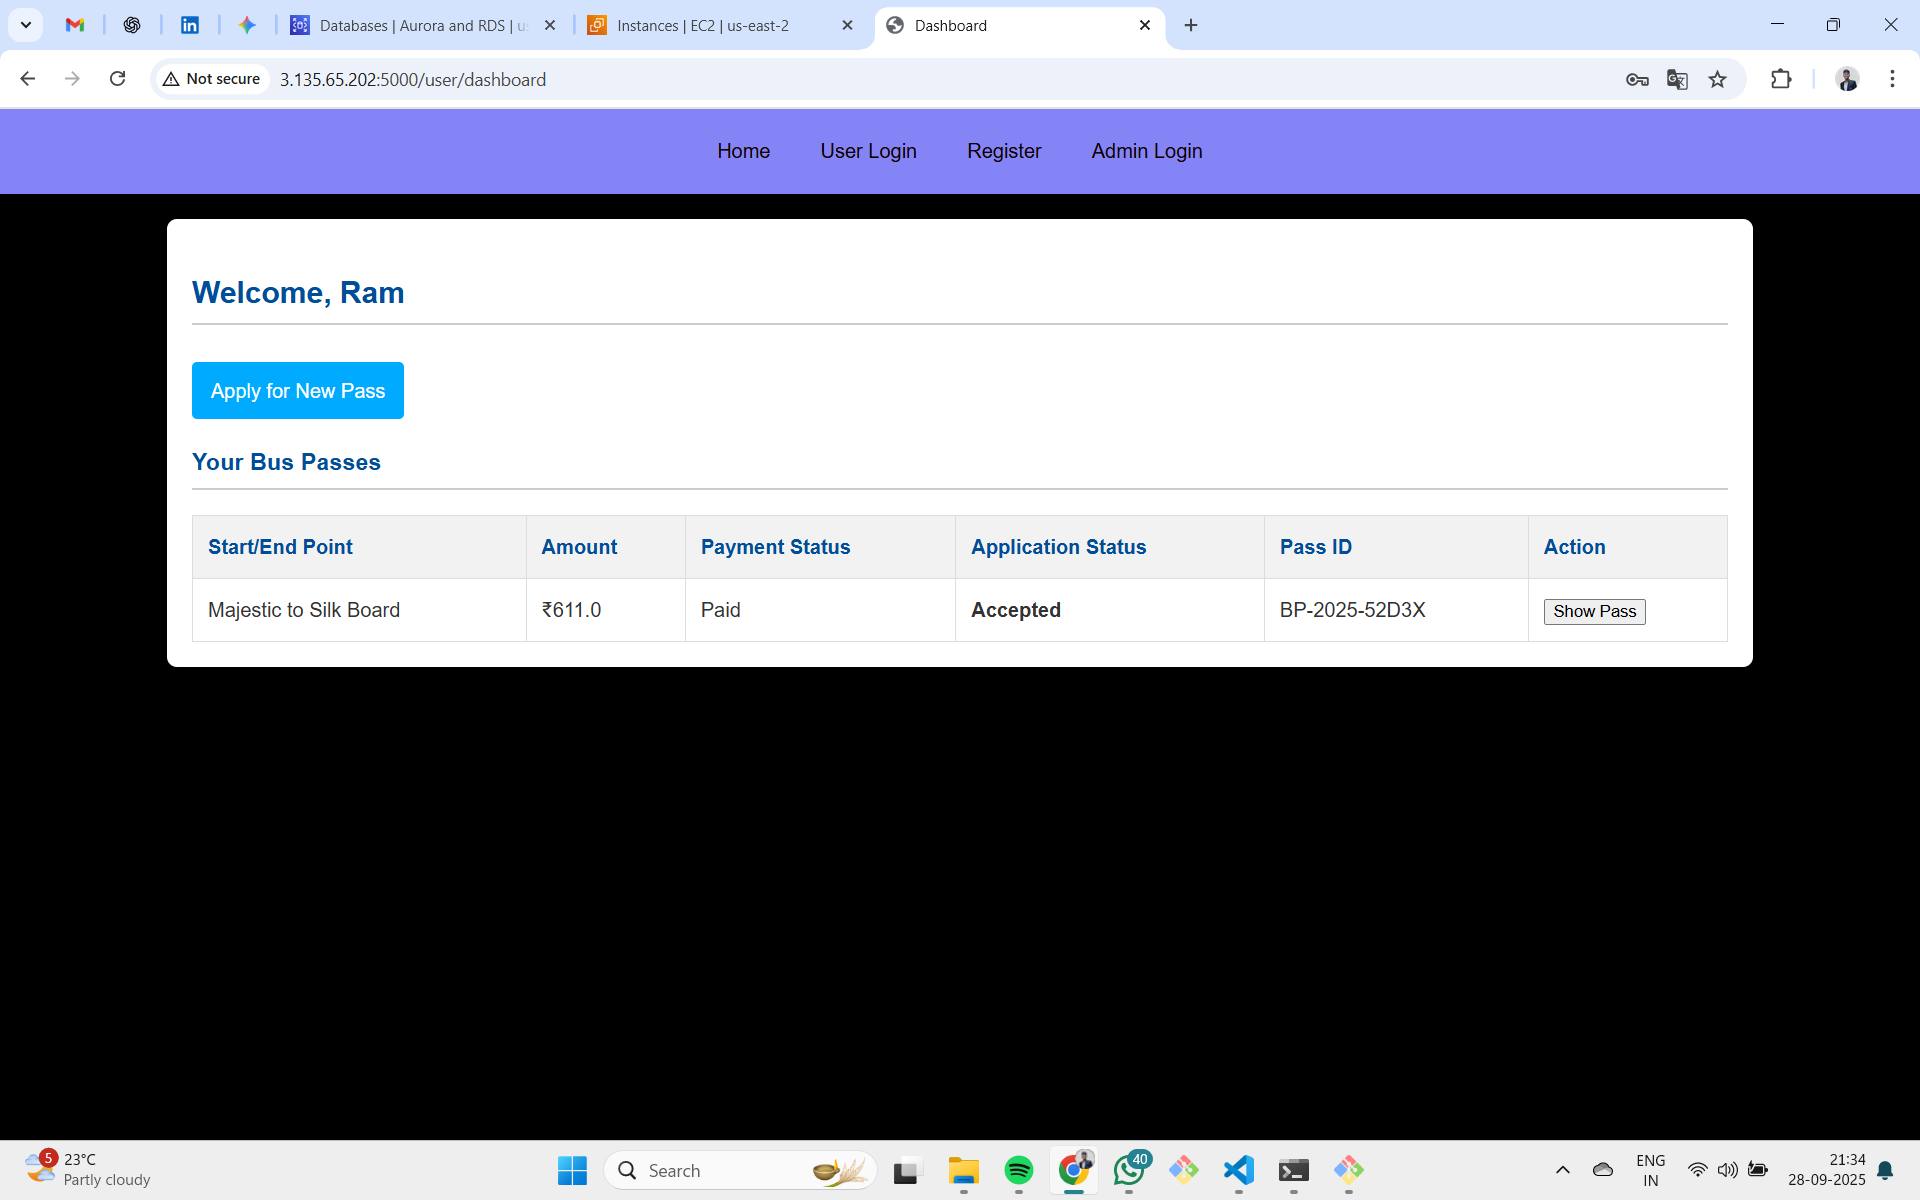 Databases | Aurora and RDS | us
Instances | EC2 | us-east-2
Dashboard
Not secure
3.135.65.202:5000/user/dashboard
Home
User Login
Register
Admin Login
Welcome, Ram
Apply for New Pass
Your Bus Passes
Start/End Point
Amount
Payment Status
Application Status
Pass ID
Action
Majestic to Silk Board
₹611.0
Paid
Accepted
BP-2025-52D3X
Show Pass
5
23°C
Partly cloudy
Search
40
ENG
IN
21:34
28-09-2025